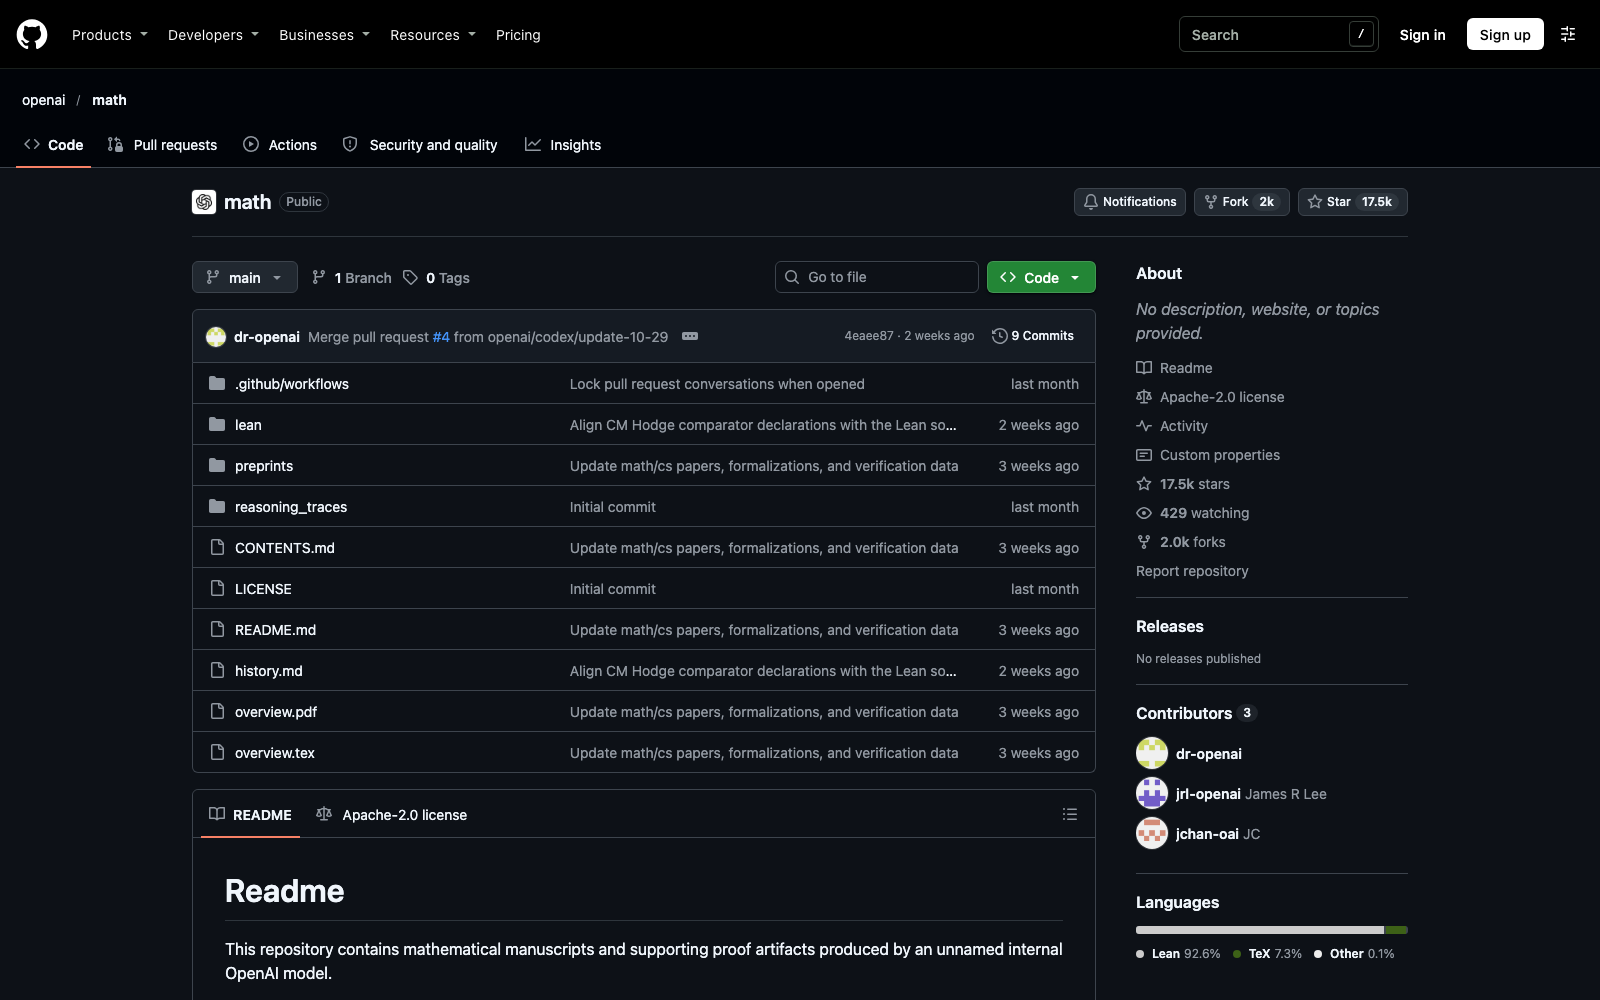 Products Developers Businesses Resources Pricing Search / Sign in Sign up
openai / math
Code Pull requests Actions Security and quality Insights
math Public Notifications Fork 2k Star 17.5k
main 1 Branch 0 Tags Go to file Code
dr-openai Merge pull request #4 from openai/codex/update-10-29 4eaee87 · 2 weeks ago 9 Commits
.github/workflows Lock pull request conversations when opened last month
lean Align CM Hodge comparator declarations with the Lean so... 2 weeks ago
preprints Update math/cs papers, formalizations, and verification data 3 weeks ago
reasoning_traces Initial commit last month
CONTENTS.md Update math/cs papers, formalizations, and verification data 3 weeks ago
LICENSE Initial commit last month
README.md Update math/cs papers, formalizations, and verification data 3 weeks ago
history.md Align CM Hodge comparator declarations with the Lean so... 2 weeks ago
overview.pdf Update math/cs papers, formalizations, and verification data 3 weeks ago
overview.tex Update math/cs papers, formalizations, and verification data 3 weeks ago
README Apache-2.0 license
Readme
This repository contains mathematical manuscripts and supporting proof artifacts produced by an unnamed internal
OpenAI model.
About
No description, website, or topics
provided.
Readme
Apache-2.0 license
Activity
Custom properties
17.5k stars
429 watching
2.0k forks
Report repository
Releases
No releases published
Contributors 3
dr-openai
jrl-openai James R Lee
jchan-oai JC
Languages
Lean 92.6% TeX 7.3% Other 0.1%